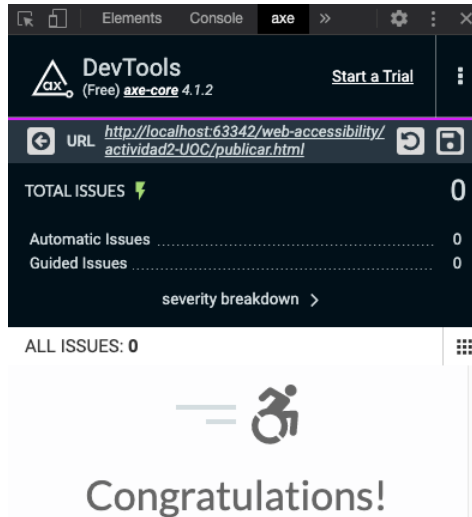 Elements Console axe »
ax DevTools
(Free) axe-core 4.1.2
Start a Trial
URL http://localhost:63342/web-accessibility/
actividad2-UOC/publicar.html
TOTAL ISSUES 0
Automatic Issues 0
Guided Issues 0
severity breakdown >
ALL ISSUES: 0
Congratulations!